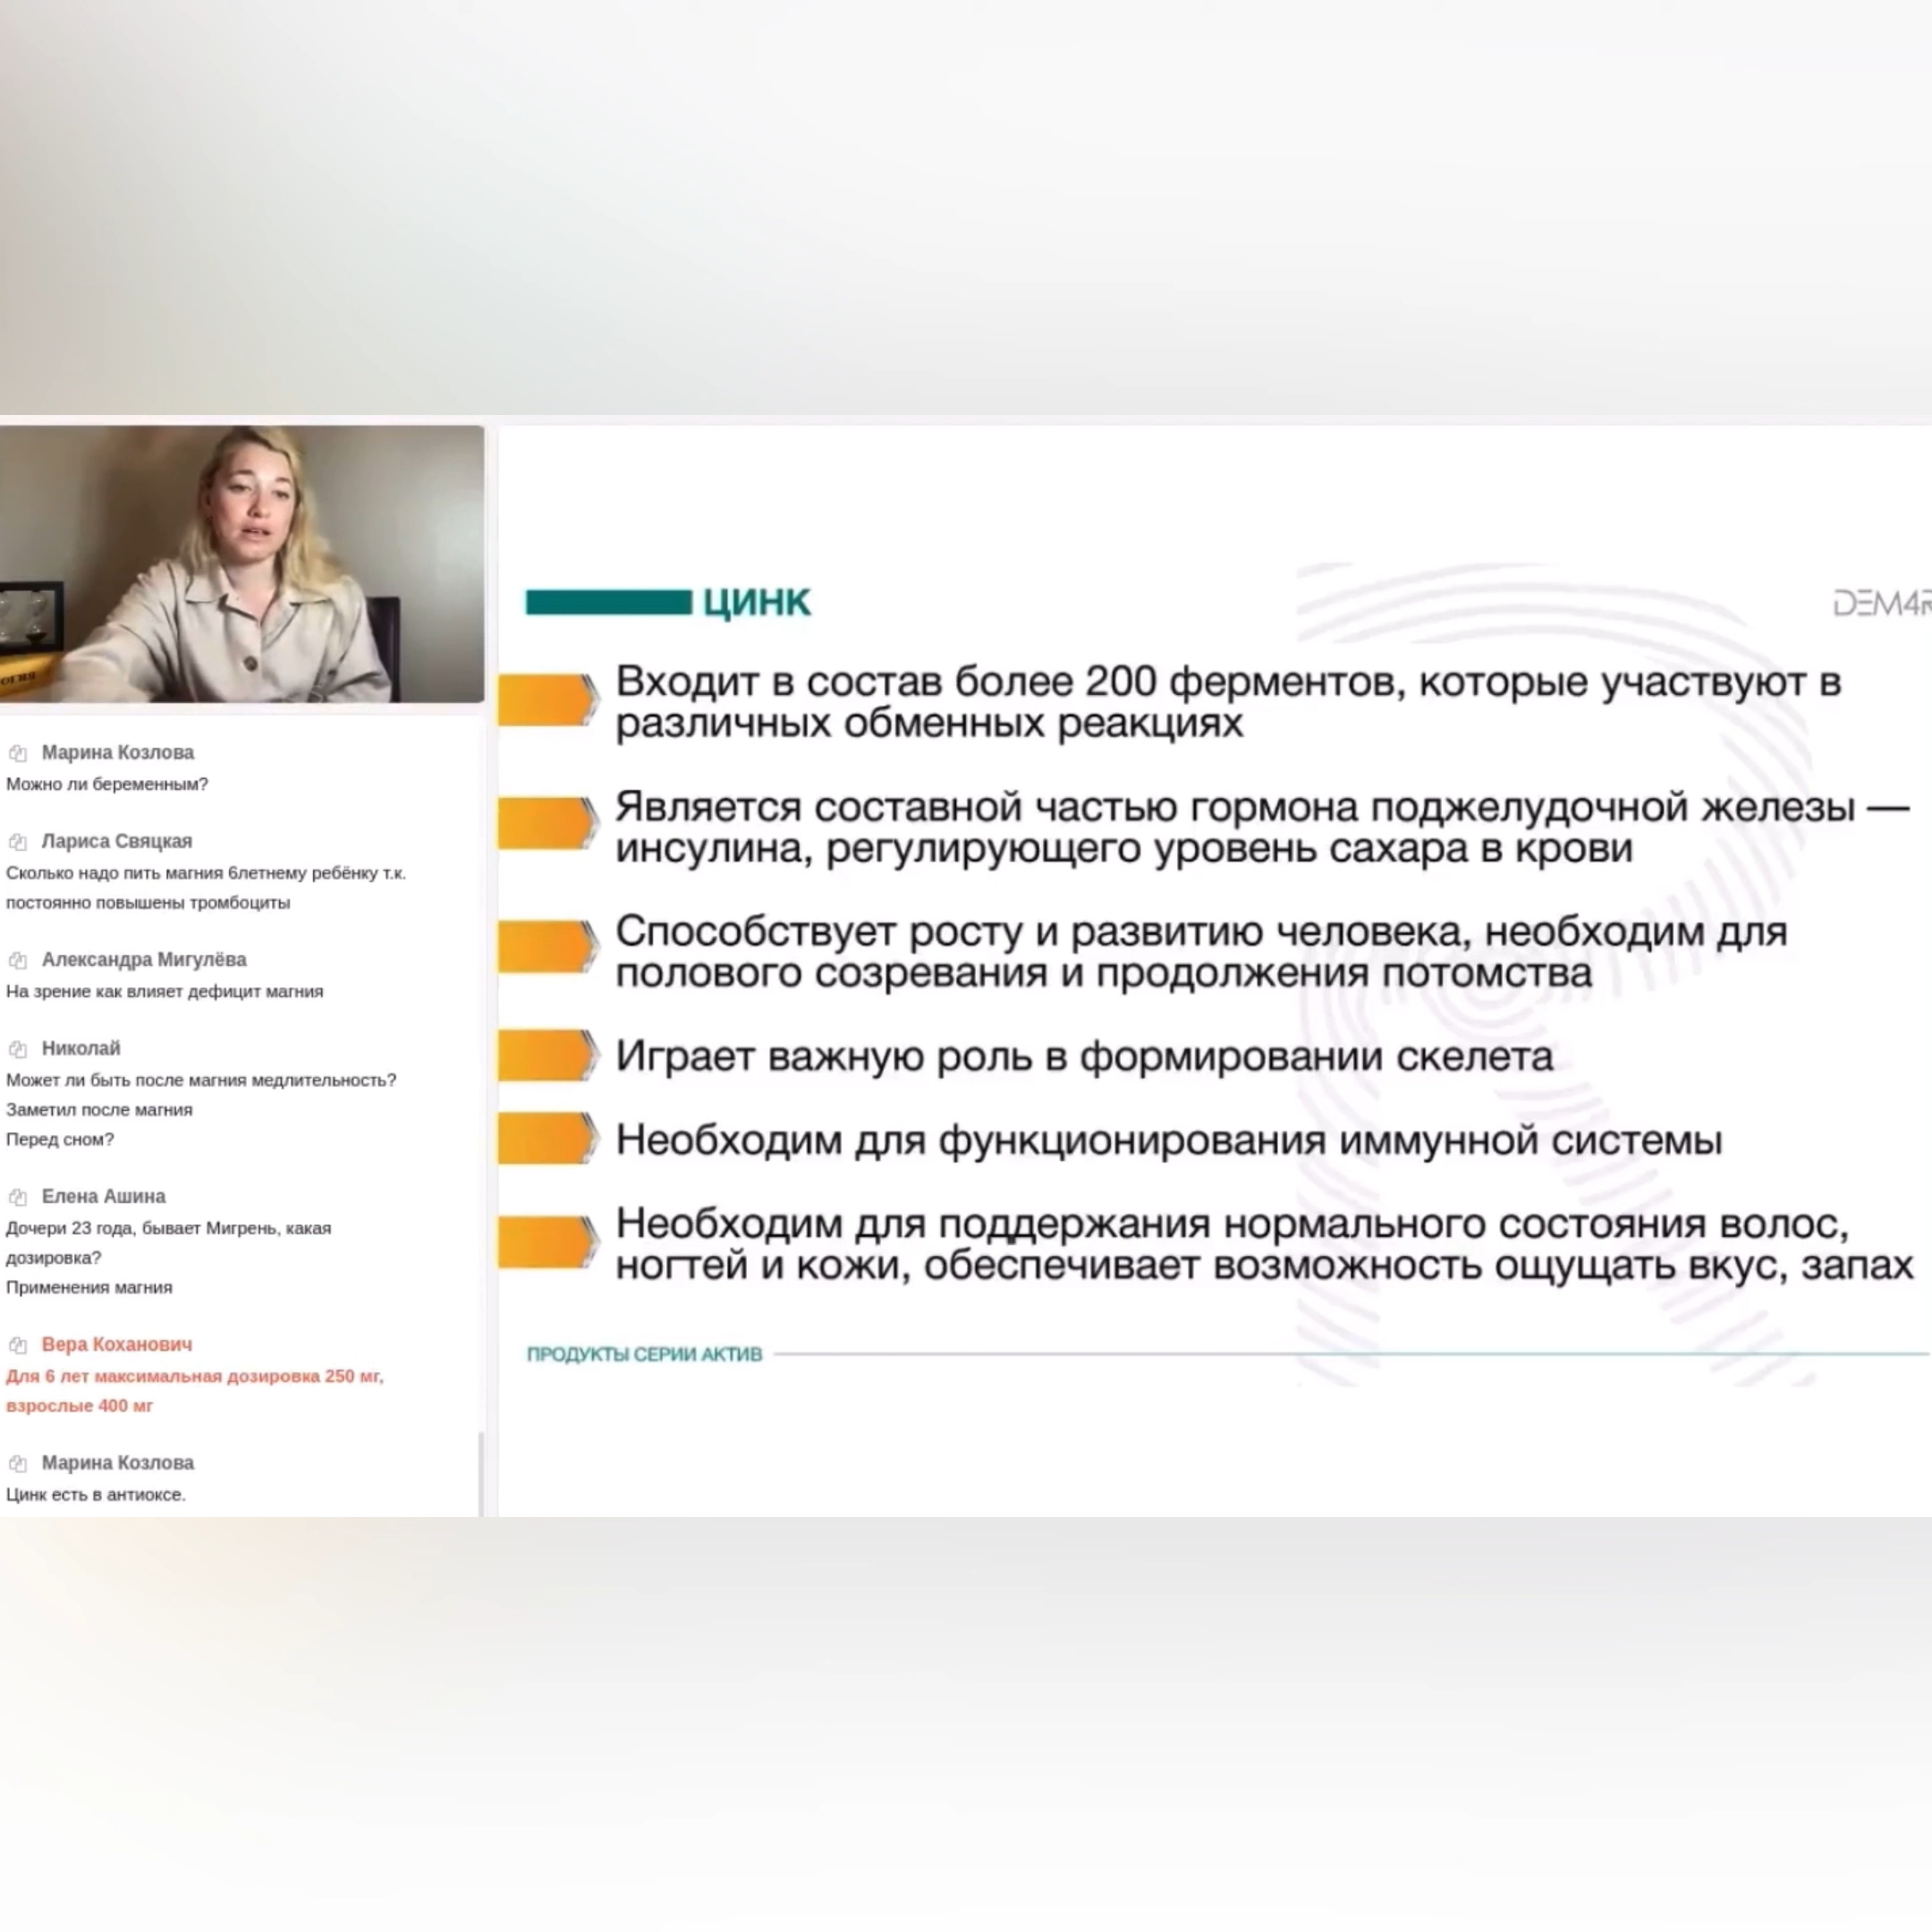 Марина Козлова
Можно ли беременным?
Лариса Свяцкая
Сколько надо пить магния 6летнему ребёнку т.к.
постоянно повышены тромбоциты
Александра Мигулёва
На зрение как влияет дефицит магния
Николай
Может ли быть после магния медлительность?
Заметил после магния
Перед сном?
Елена Ашина
Дочери 23 года, бывает Мигрень, какая
дозировка?
Применения магния
Вера Коханович
Для 6 лет максимальная дозировка 250 мг,
взрослые 400 мг
Марина Козлова
Цинк есть в антиоксе.
ЦИНК
DEM4R
Входит в состав более 200 ферментов, которые участвуют в
различных обменных реакциях
Является составной частью гормона поджелудочной железы —
инсулина, регулирующего уровень сахара в крови
Способствует росту и развитию человека, необходим для
полового созревания и продолжения потомства
Играет важную роль в формировании скелета
Необходим для функционирования иммунной системы
Необходим для поддержания нормального состояния волос,
ногтей и кожи, обеспечивает возможность ощущать вкус, запах
ПРОДУКТЫ СЕРИИ АКТИВ